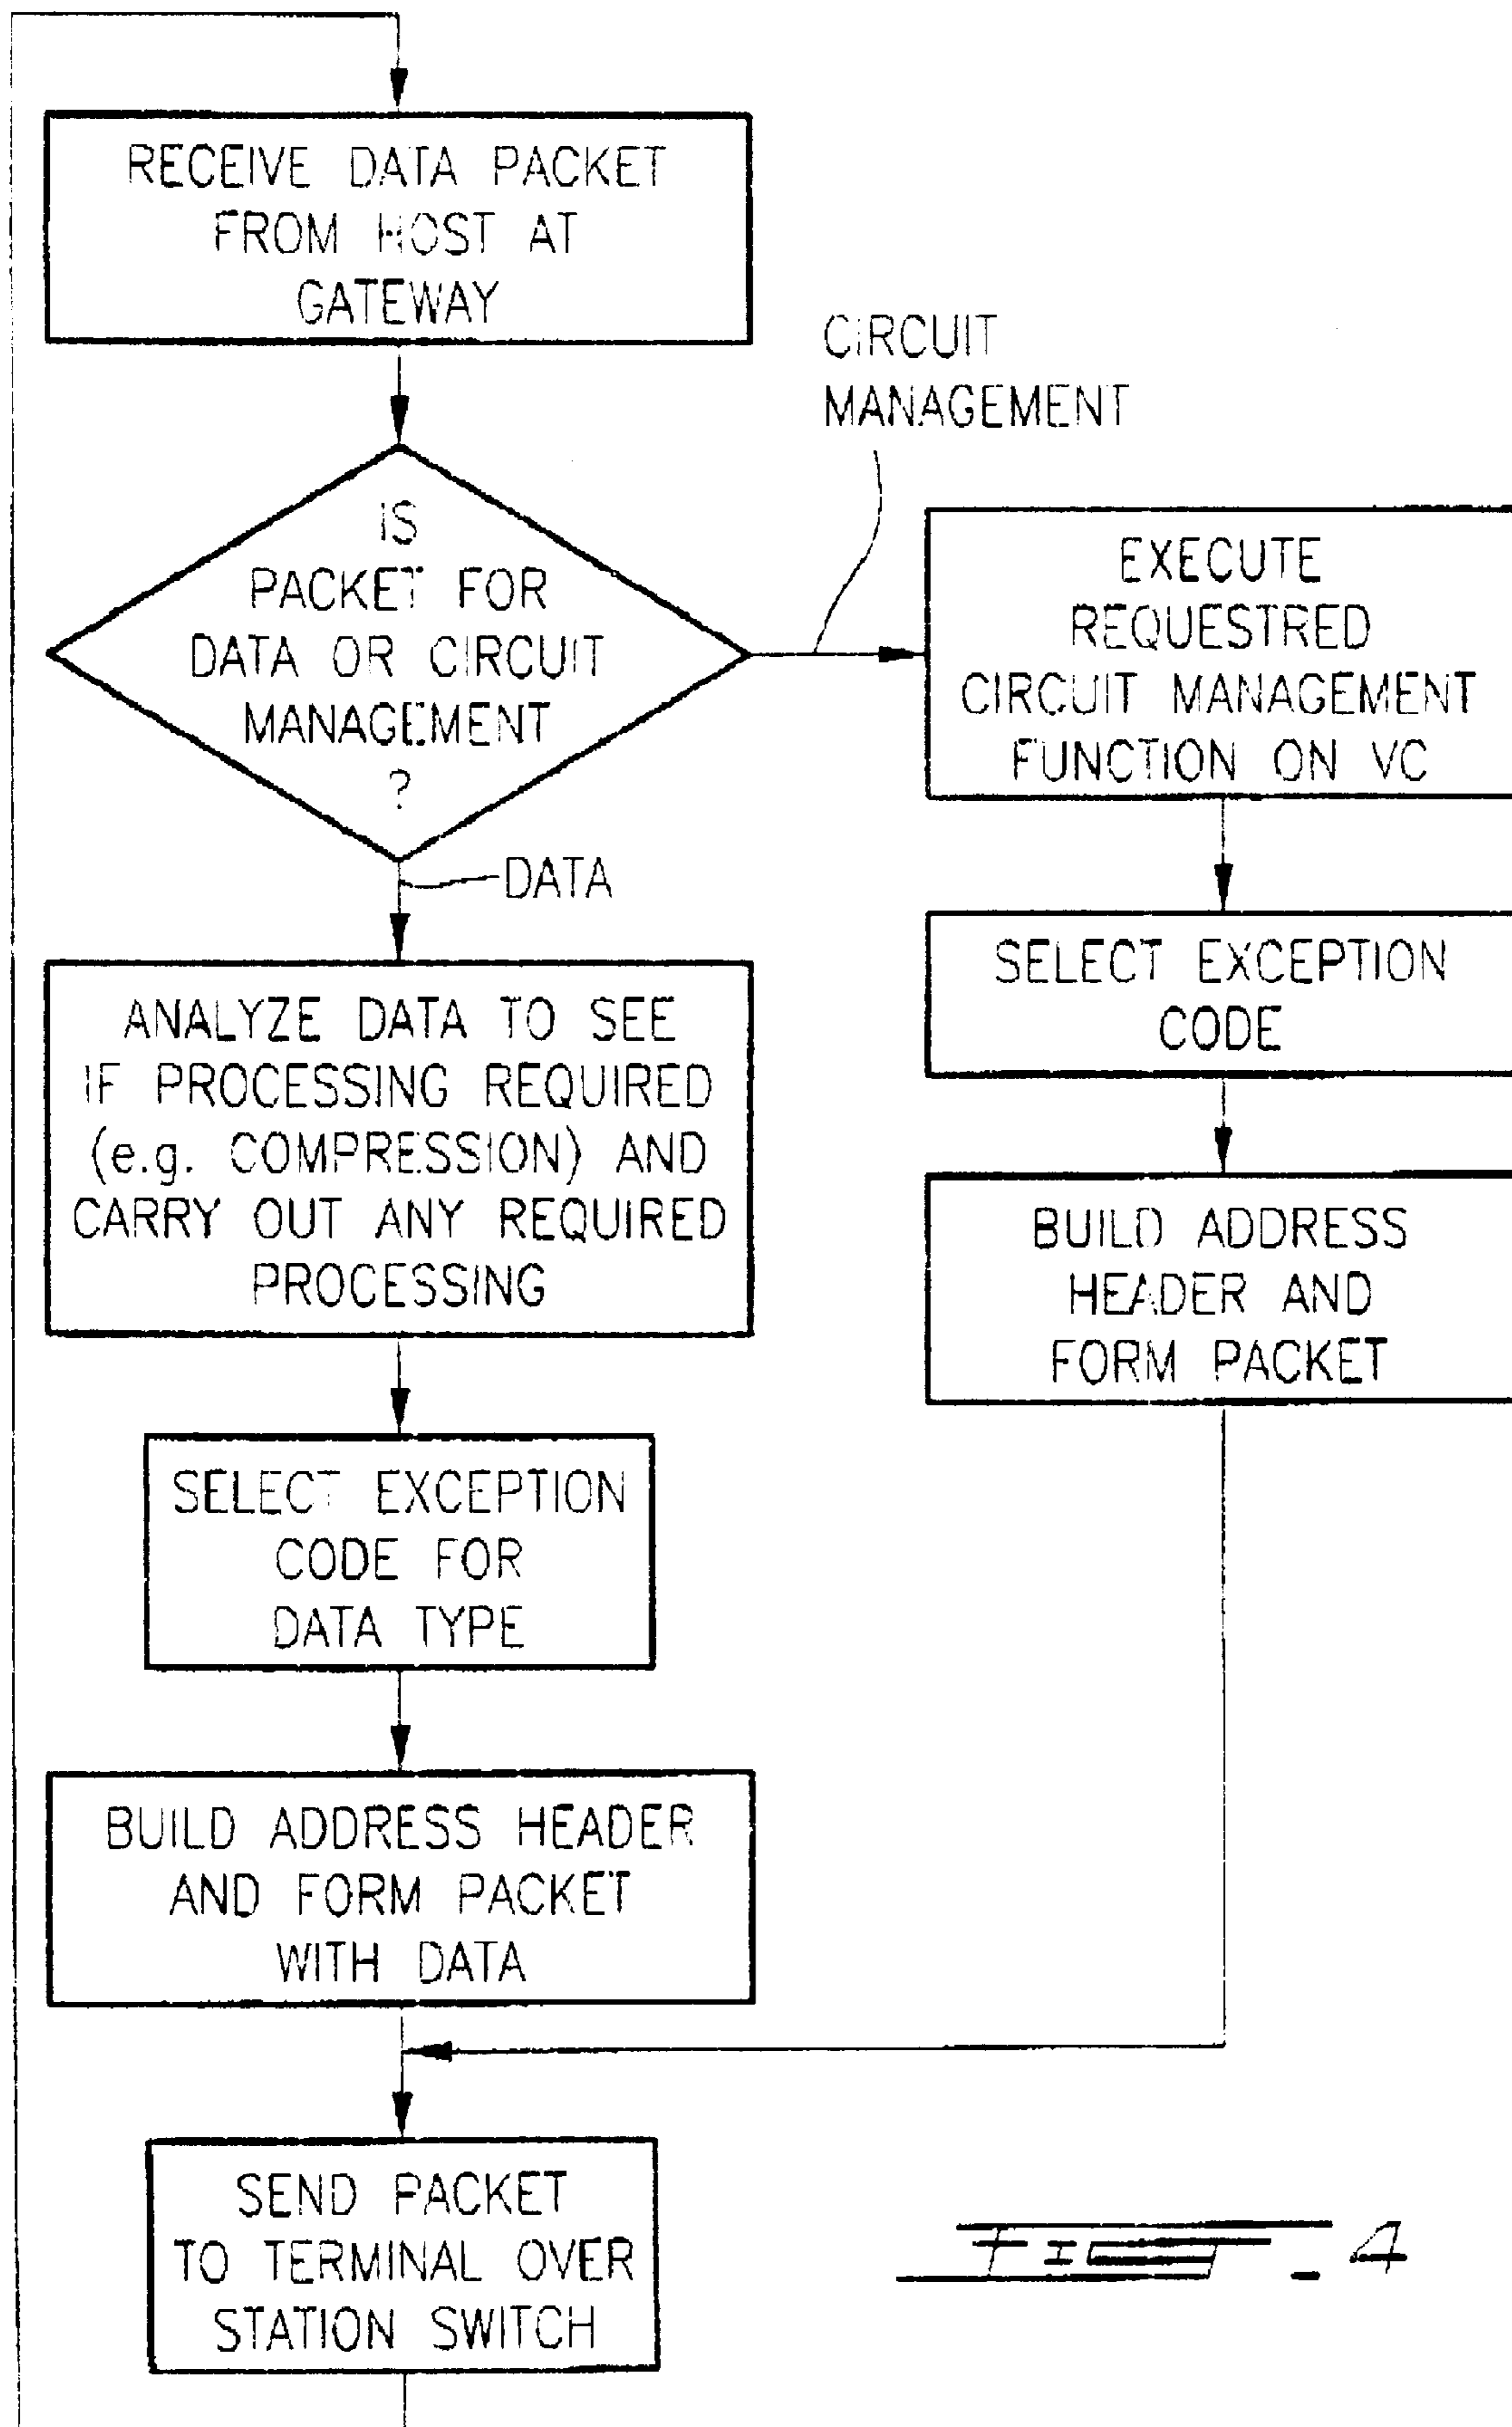 RECEIVE DATA PACKET
FROM HOST AT
GATEWAY
CIRCUIT
MANAGEMENT
IS
PACKET FOR
DATA OR CIRCUIT
MANAGEMENT
?
EXECUTE
REQUESTRED
CIRCUIT MANAGEMENT
FUNCTION ON VC
DATA
SELECT EXCEPTION
CODE
ANALYZE DATA TO SEE
IF PROCESSING REQUIRED
(e.g. COMPRESSION) AND
CARRY OUT ANY REQUIRED
PROCESSING
BUILD ADDRESS
HEADER AND
FORM PACKET
SELECT EXCEPTION
CODE FOR
DATA TYPE
BUILD ADDRESS HEADER
AND FORM PACKET
WITH DATA
SEND PACKET
TO TERMINAL OVER
STATION SWITCH
FIG. 4